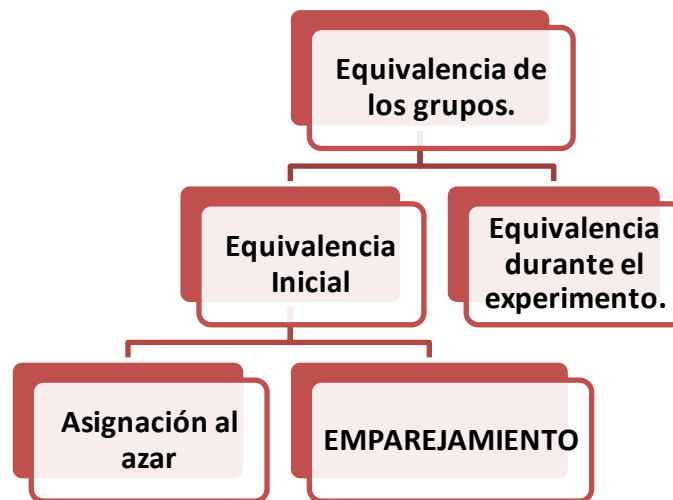 Equivalencia de
los grupos.
Equivalencia
Inicial
Equivalencia
durante el
experimento.
Asignación al
azar
EMPAREJAMIENTO